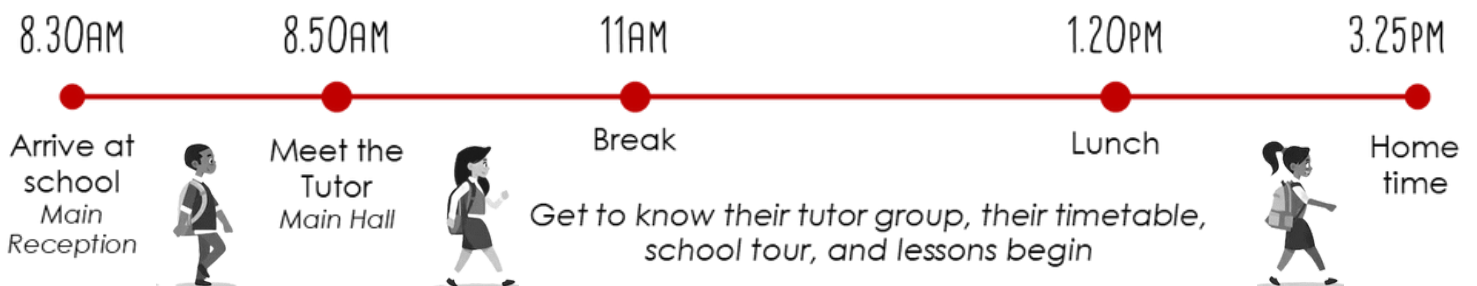 8.30AM
8.50AM
11AM
1.20PM
3.25PM
Arrive at
school
Main
Reception
Meet the
Tutor
Main Hall
Break
Get to know their tutor group, their timetable,
school tour, and lessons begin
Lunch
Home
time